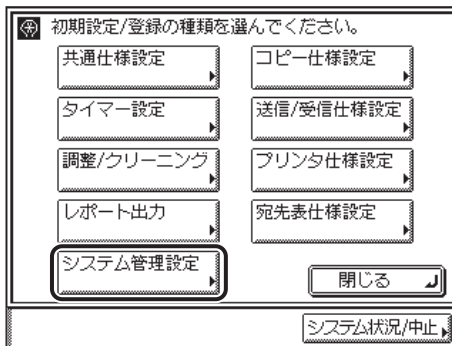 初期設定/登録の種類を選んでください。
共通仕様設定
コピー仕様設定
タイマー設定
送信/受信仕様設定
調整/クリーニング
プリンタ仕様設定
レポート出力
宛先表仕様設定
システム管理設定
閉じる
システム状況/中止